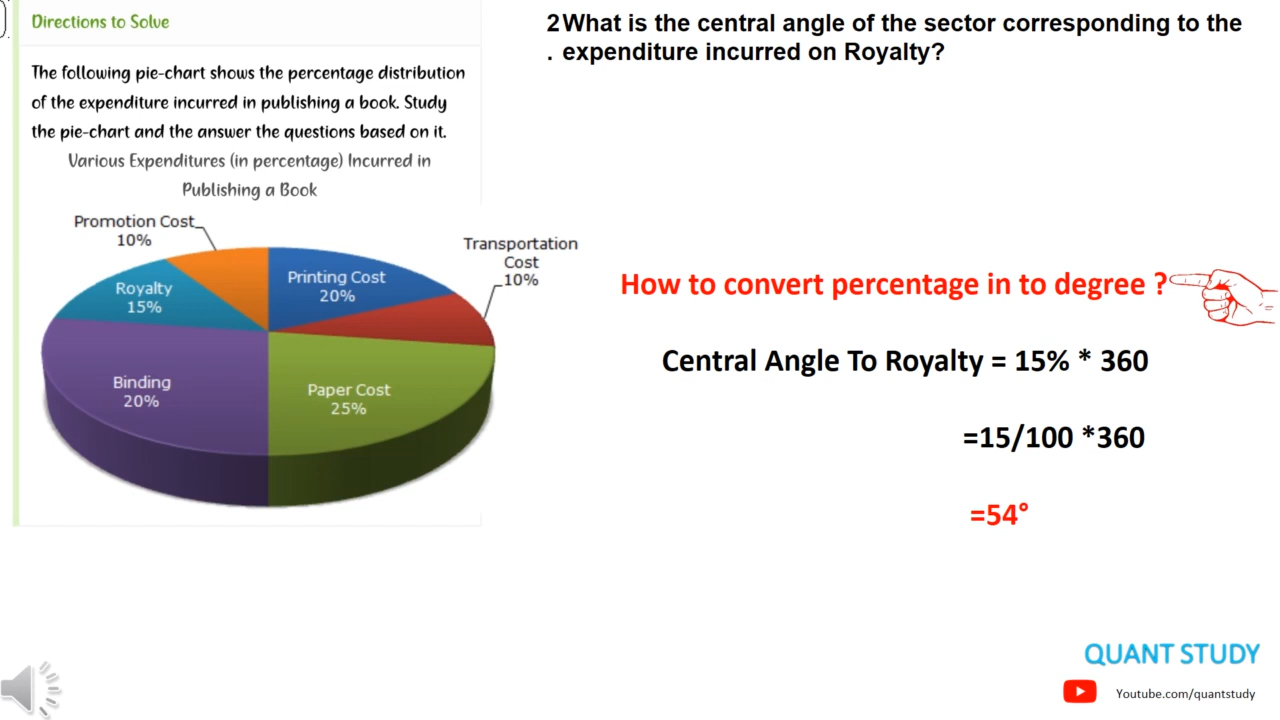 Directions to Solve
The following pie-chart shows the percentage distribution
of the expenditure incurred in publishing a book. Study
the pie-chart and the answer the questions based on it.
Various Expenditures (in percentage) Incurred in
Publishing a Book
Promotion Cost
10%
Transportation
Cost
10%
Printing Cost
20%
Royalty
15%
Binding
20%
Paper Cost
25%
2What is the central angle of the sector corresponding to the
. expenditure incurred on Royalty?
How to convert percentage in to degree ?
Central Angle To Royalty = 15% * 360
=15/100 *360
=54°
QUANT STUDY
Youtube.com/quantstudy